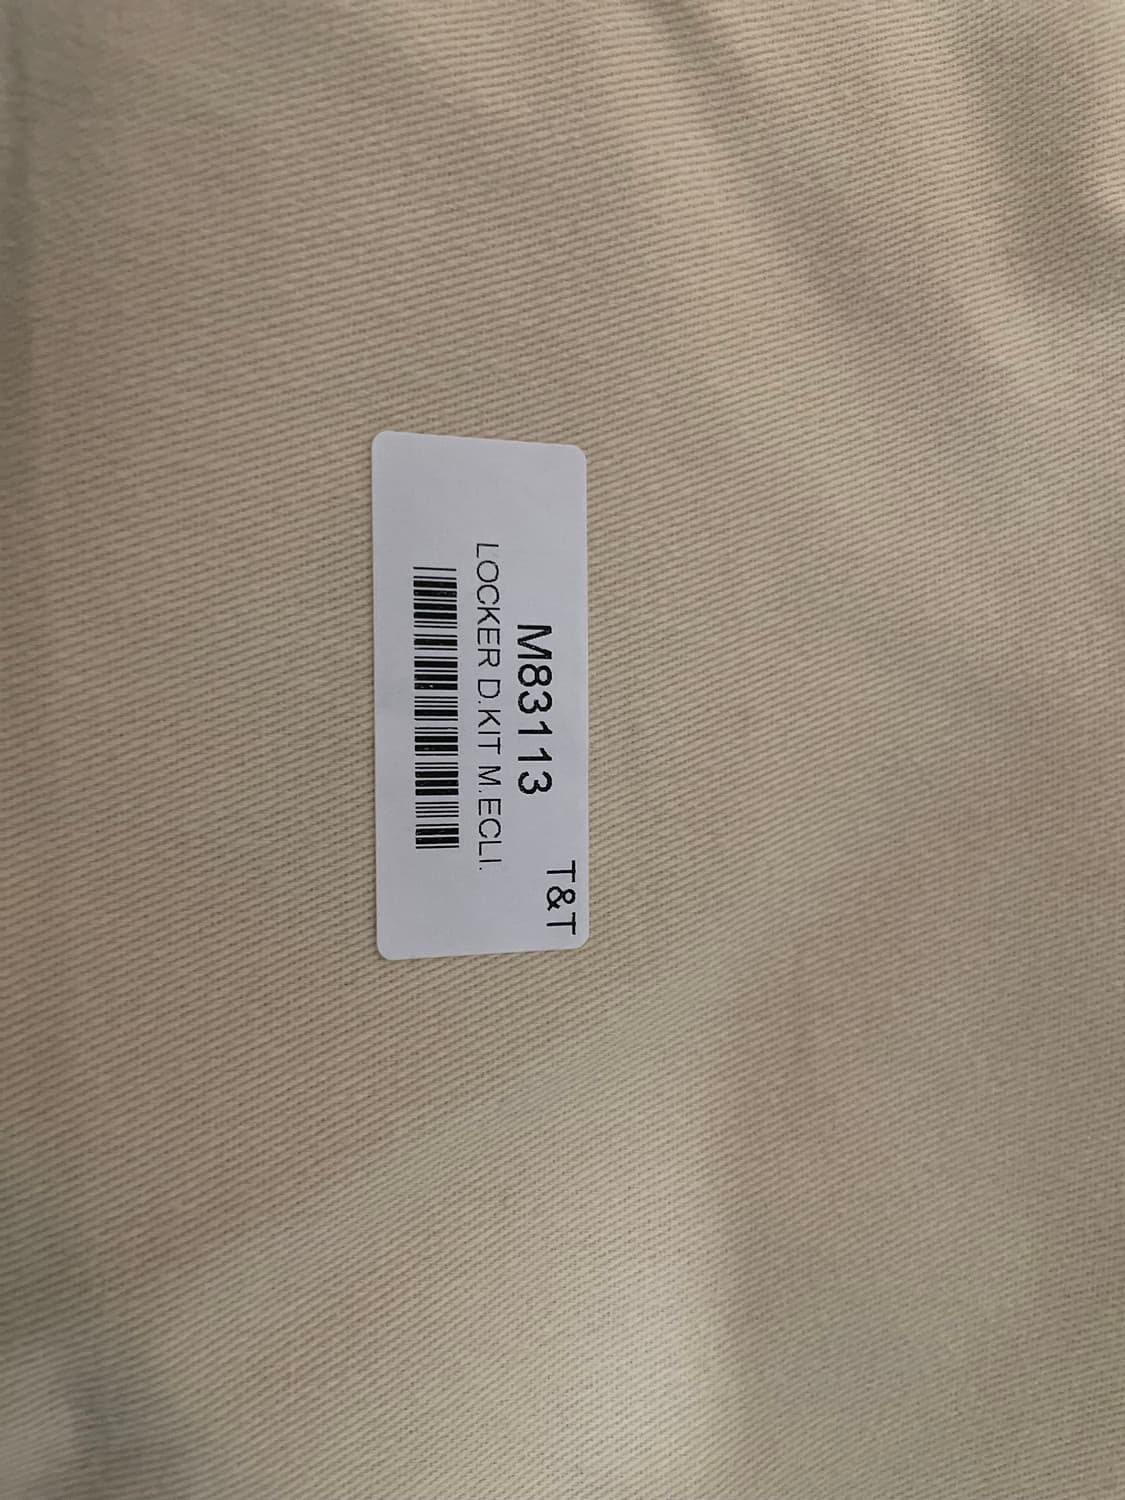 T&T
M83113
LOCKER D.KIT M.ECLI.